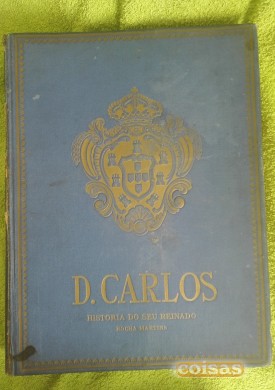 D. CARLOS
HISTÓRIA DO SEU REINADO
ROCHA MARTINS
coisas